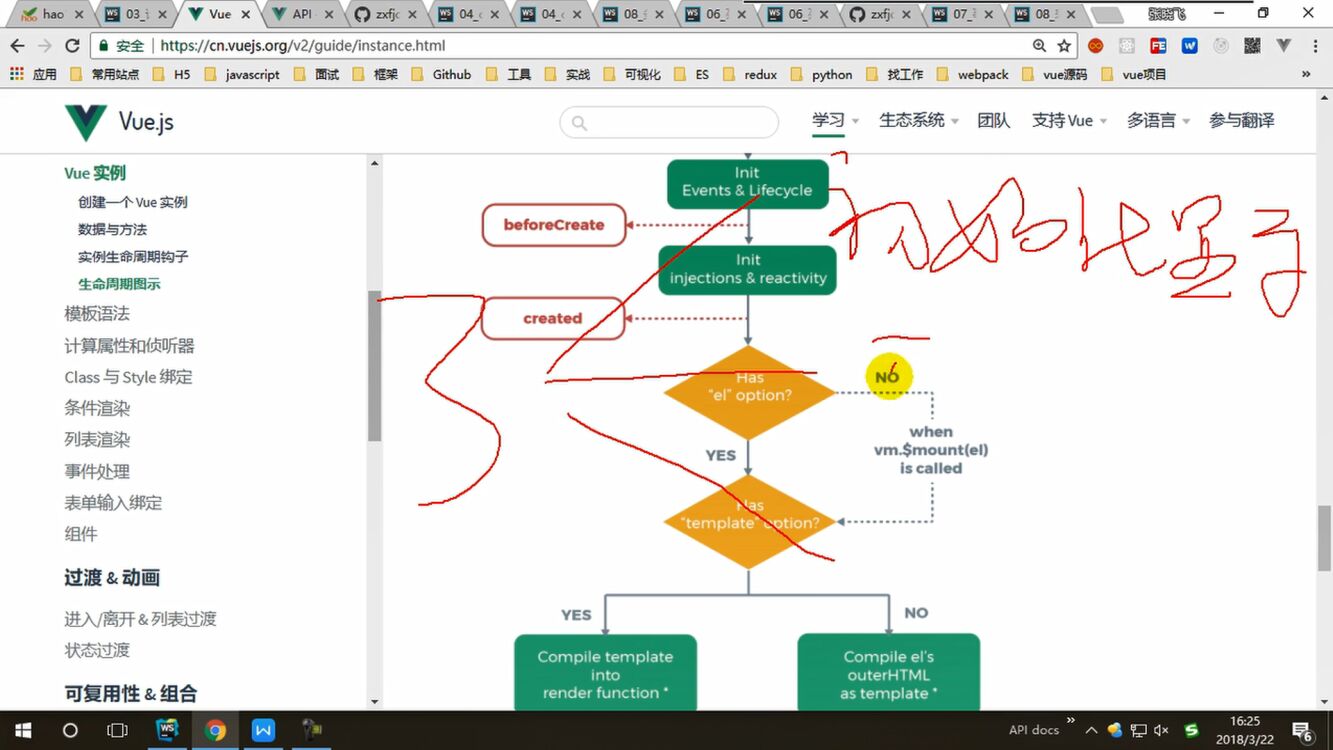 hao
03_
Vue
API
zxfjc
04_
04_
08_
06_
06_
zxfjc
07_
08_
安全 | https://cn.vuejs.org/v2/guide/instance.html
应用 常用站点 H5 javascript 面试 框架 Github 工具 实战 可视化 ES redux python 找工作 webpack vue源码 vue项目 »
Vue.js
学习 生态系统 团队 支持 Vue 多语言 参与翻译
Vue 实例
创建一个 Vue 实例
数据与方法
实例生命周期钩子
生命周期图示
模板语法
计算属性和侦听器
Class 与 Style 绑定
条件渲染
列表渲染
事件处理
表单输入绑定
组件
过渡 & 动画
进入/离开 & 列表过渡
状态过渡
可复用性 & 组合
Init
Events & Lifecycle
beforeCreate
Init
injections & reactivity
created
Has
"el" option?
NO
when
vm.$mount(el)
is called
YES
Has
"template" option?
YES
NO
Compile template
into
render function *
Compile el's
outerHTML
as template *
初始化显示
3
API docs »
16:25
2018/3/22
6